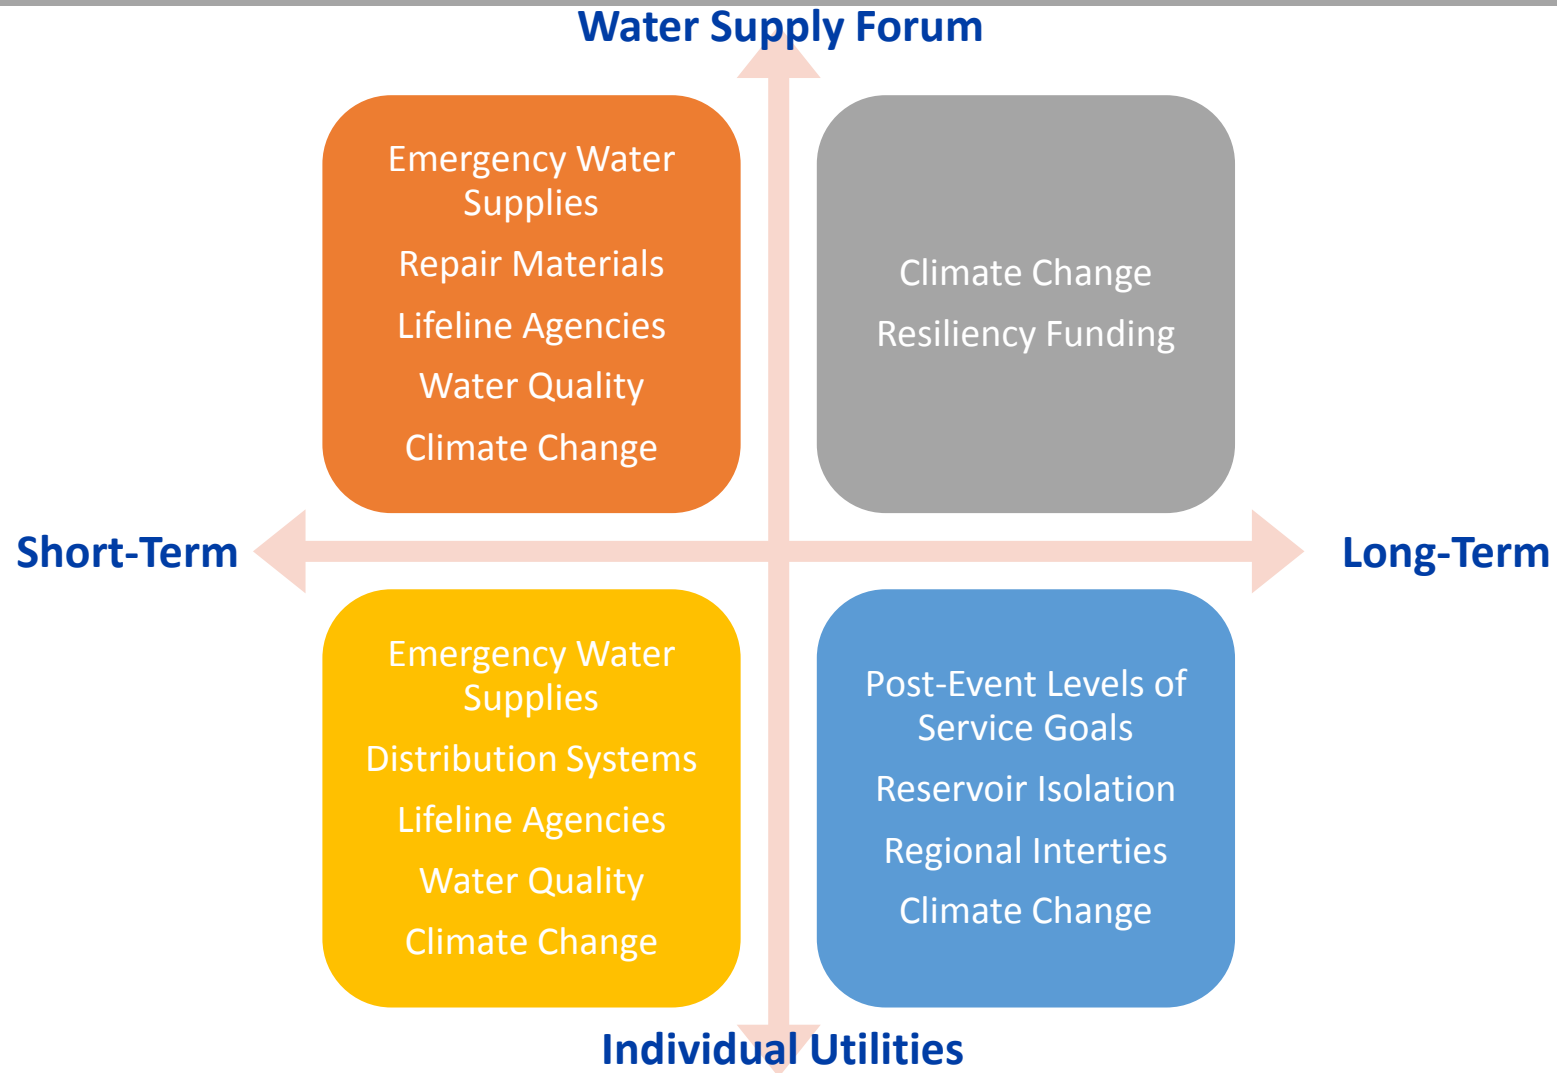 Water Supply Forum
Emergency Water
Supplies
Repair Materials
Lifeline Agencies
Water Quality
Climate Change
Climate Change
Resiliency Funding
Short-Term
Long-Term
Emergency Water
Supplies
Distribution Systems
Lifeline Agencies
Water Quality
Climate Change
Post-Event Levels of
Service Goals
Reservoir Isolation
Regional Interties
Climate Change
Individual Utilities